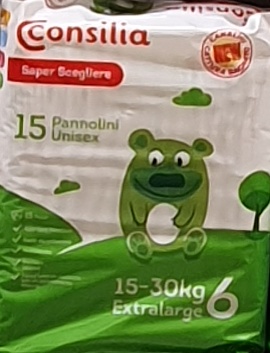 Consilia
Saper Scegliere
15 Pannolini
Unisex
15-30kg
Extralarge 6